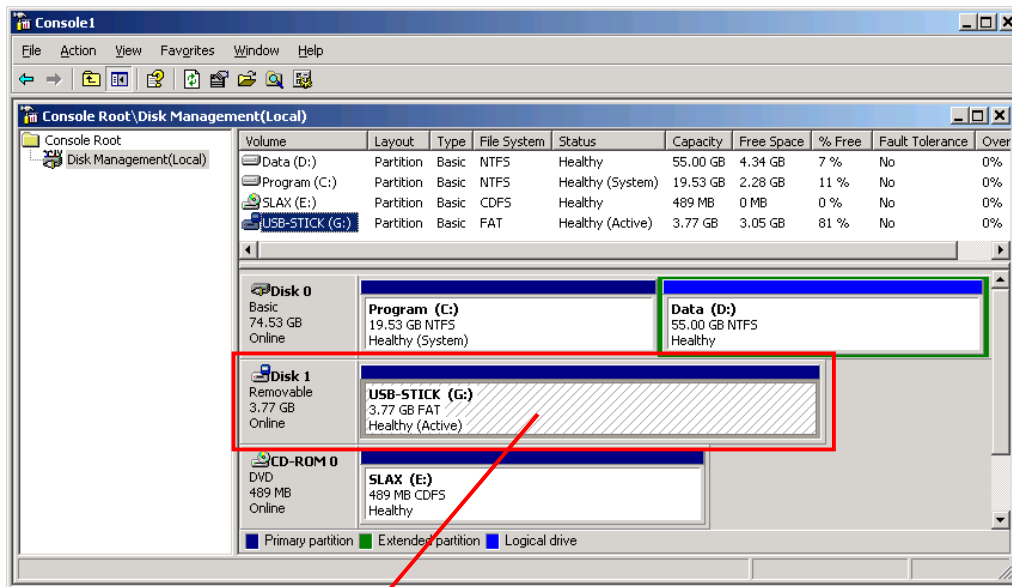 Console1
File Action View Favorites Window Help
Console Root\Disk Management(Local)
Console Root
Disk Management(Local)
Volume Layout Type File System Status Capacity Free Space % Free Fault Tolerance Over
Data (D:) Partition Basic NTFS Healthy 55.00 GB 4.34 GB 7 % No 0%
Program (C:) Partition Basic NTFS Healthy (System) 19.53 GB 2.28 GB 11 % No 0%
SLAX (E:) Partition Basic CDFS Healthy 489 MB 0 MB 0 % No 0%
USB-STICK (G:) Partition Basic FAT Healthy (Active) 3.77 GB 3.05 GB 81 % No 0%
Disk 0
Basic
74.53 GB
Online
Program (C:)
19.53 GB NTFS
Healthy (System)
Data (D:)
55.00 GB NTFS
Healthy
Disk 1
Removable
3.77 GB
Online
USB-STICK (G:)
3.77 GB FAT
Healthy (Active)
CD-ROM 0
DVD
489 MB
Online
SLAX (E:)
489 MB CDFS
Healthy
Primary partition Extended partition Logical drive